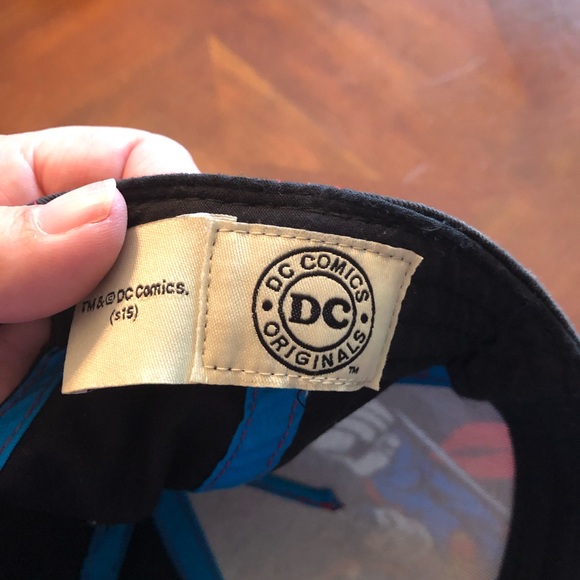 TM & © DC Comics.
(s15)
DC COMICS
DC
ORIGINALS
TM